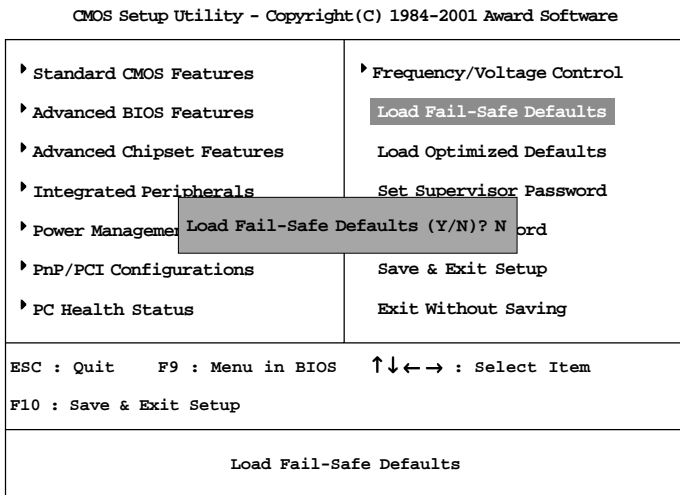 CMOS Setup Utility - Copyright(C) 1984-2001 Award Software
Standard CMOS Features
Advanced BIOS Features
Advanced Chipset Features
Integrated Peripherals
Power Managemen
PnP/PCI Configurations
PC Health Status
Frequency/Voltage Control
Load Fail-Safe Defaults
Load Optimized Defaults
Set Supervisor Password
ord
Save & Exit Setup
Exit Without Saving
Load Fail-Safe Defaults (Y/N)? N
ESC : Quit F9 : Menu in BIOS ↑↓←→ : Select Item
F10 : Save & Exit Setup
Load Fail-Safe Defaults